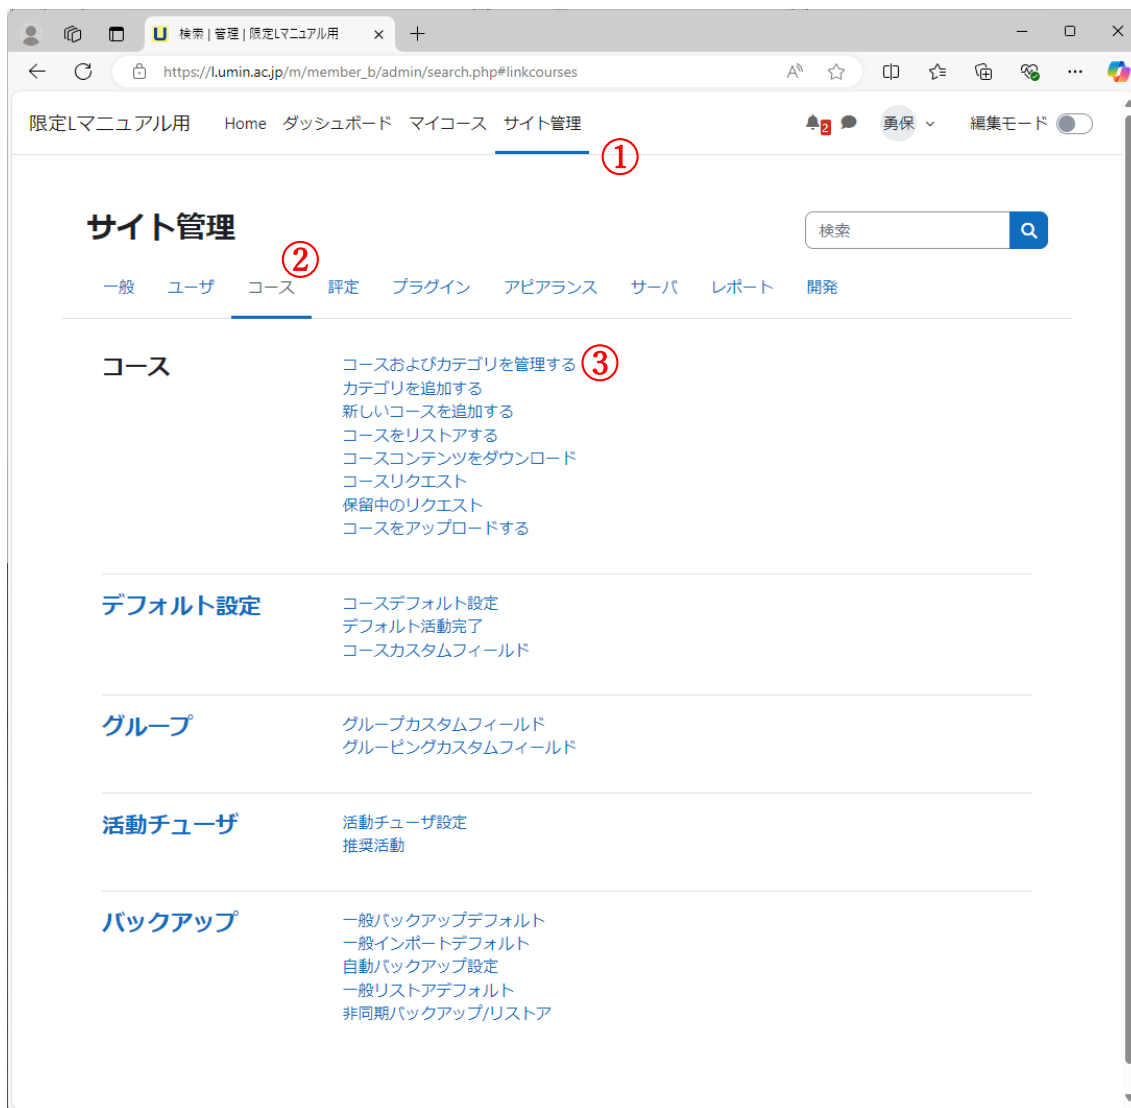 検索 | 管理 | 限定Lマニュアル用
https://l.umin.ac.jp/m/member_b/admin/search.php#linkcourses
限定Lマニュアル用 Home ダッシュボード マイコース サイト管理 2 勇保 編集モード
①
サイト管理 検索
②
一般 ユーザ コース 評定 プラグイン アピアランス サーバ レポート 開発
コース
コースおよびカテゴリを管理する ③
カテゴリを追加する
新しいコースを追加する
コースをリストアする
コースコンテンツをダウンロード
コースリクエスト
保留中のリクエスト
コースをアップロードする
デフォルト設定
コースデフォルト設定
デフォルト活動完了
コースカスタムフィールド
グループ
グループカスタムフィールド
グルーピングカスタムフィールド
活動チューザ
活動チューザ設定
推奨活動
バックアップ
一般バックアップデフォルト
一般インポートデフォルト
自動バックアップ設定
一般リストアデフォルト
非同期バックアップ/リストア